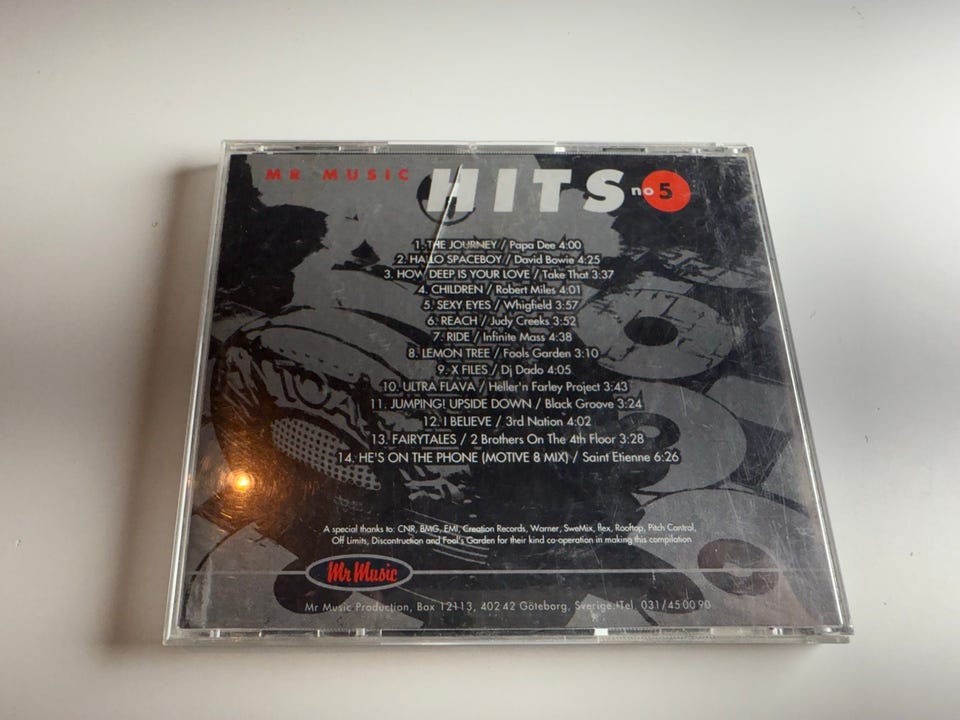 MR MUSIC HITS no 5
1. THE JOURNEY / Papa Dee 4:00
2. HALLO SPACEBOY / David Bowie 4:25
3. HOW DEEP IS YOUR LOVE / Take That 3:37
4. CHILDREN / Robert Miles 4:01
5. SEXY EYES / Whigfield 3:57
6. REACH / Judy Creeks 3:52
7. RIDE / Infinite Mass 4:38
8. LEMON TREE / Fools Garden 3:10
9. X FILES / Dj Dado 4:05
10. ULTRA FLAVA / Heller'n Farley Project 3:43
11. JUMPING! UPSIDE DOWN / Black Groove 3:24
12. I BELIEVE / 3rd Nation 4:02
13. FAIRYTALES / 2 Brothers On The 4th Floor 3:28
14. HE'S ON THE PHONE (MOTIVE 8 MIX) / Saint Etienne 6:26
A special thanks to: CNR, BMG, EMI, Creation Records, Warner, SweMix, flex, Rooftop, Pitch Control,
Off Limits, Discontruction and Fool's Garden for their kind co-operation in making this compilation
Mr Music
Mr Music Production, Box 12113, 402 42 Göteborg, Sverige. Tel. 031/45 00 90